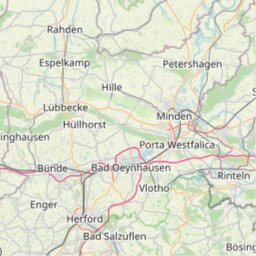 Rahden
Espelkamp
Petershagen
Hille
Lübbecke
Minden
Hüllhorst
inghausen
Porta Westfalica
Bünde
Bad Oeynhausen
Rinteln
Vlotho
Enger
Herford
Bad Salzuflen
Bösing